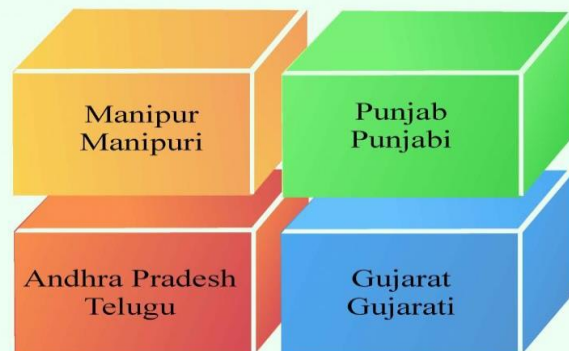 Manipur
Manipuri
Punjab
Punjabi
Andhra Pradesh
Telugu
Gujarat
Gujarati